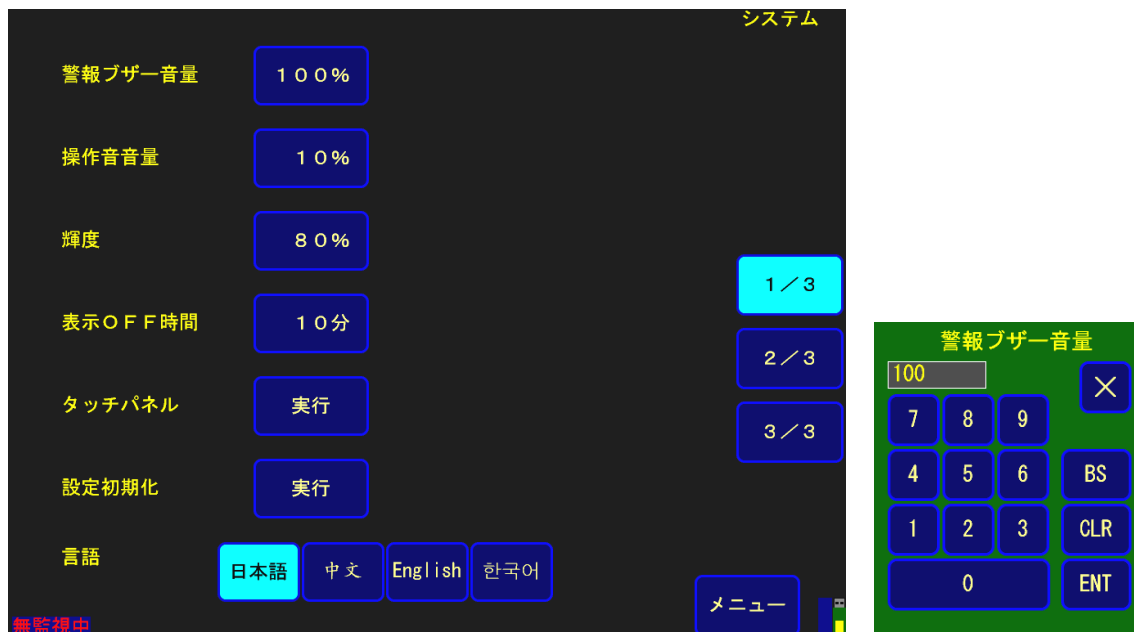 システム
警報ブザー音量 １００%
操作音音量 １０%
輝度 ８０%
表示ＯＦＦ時間 １０分
タッチパネル 実行
設定初期化 実行
言語 日本語 中文 English 한국어
１／３
２／３
３／３
メニュー
無監視中
警報ブザー音量
100 ×
7 8 9
4 5 6 BS
1 2 3 CLR
0 ENT